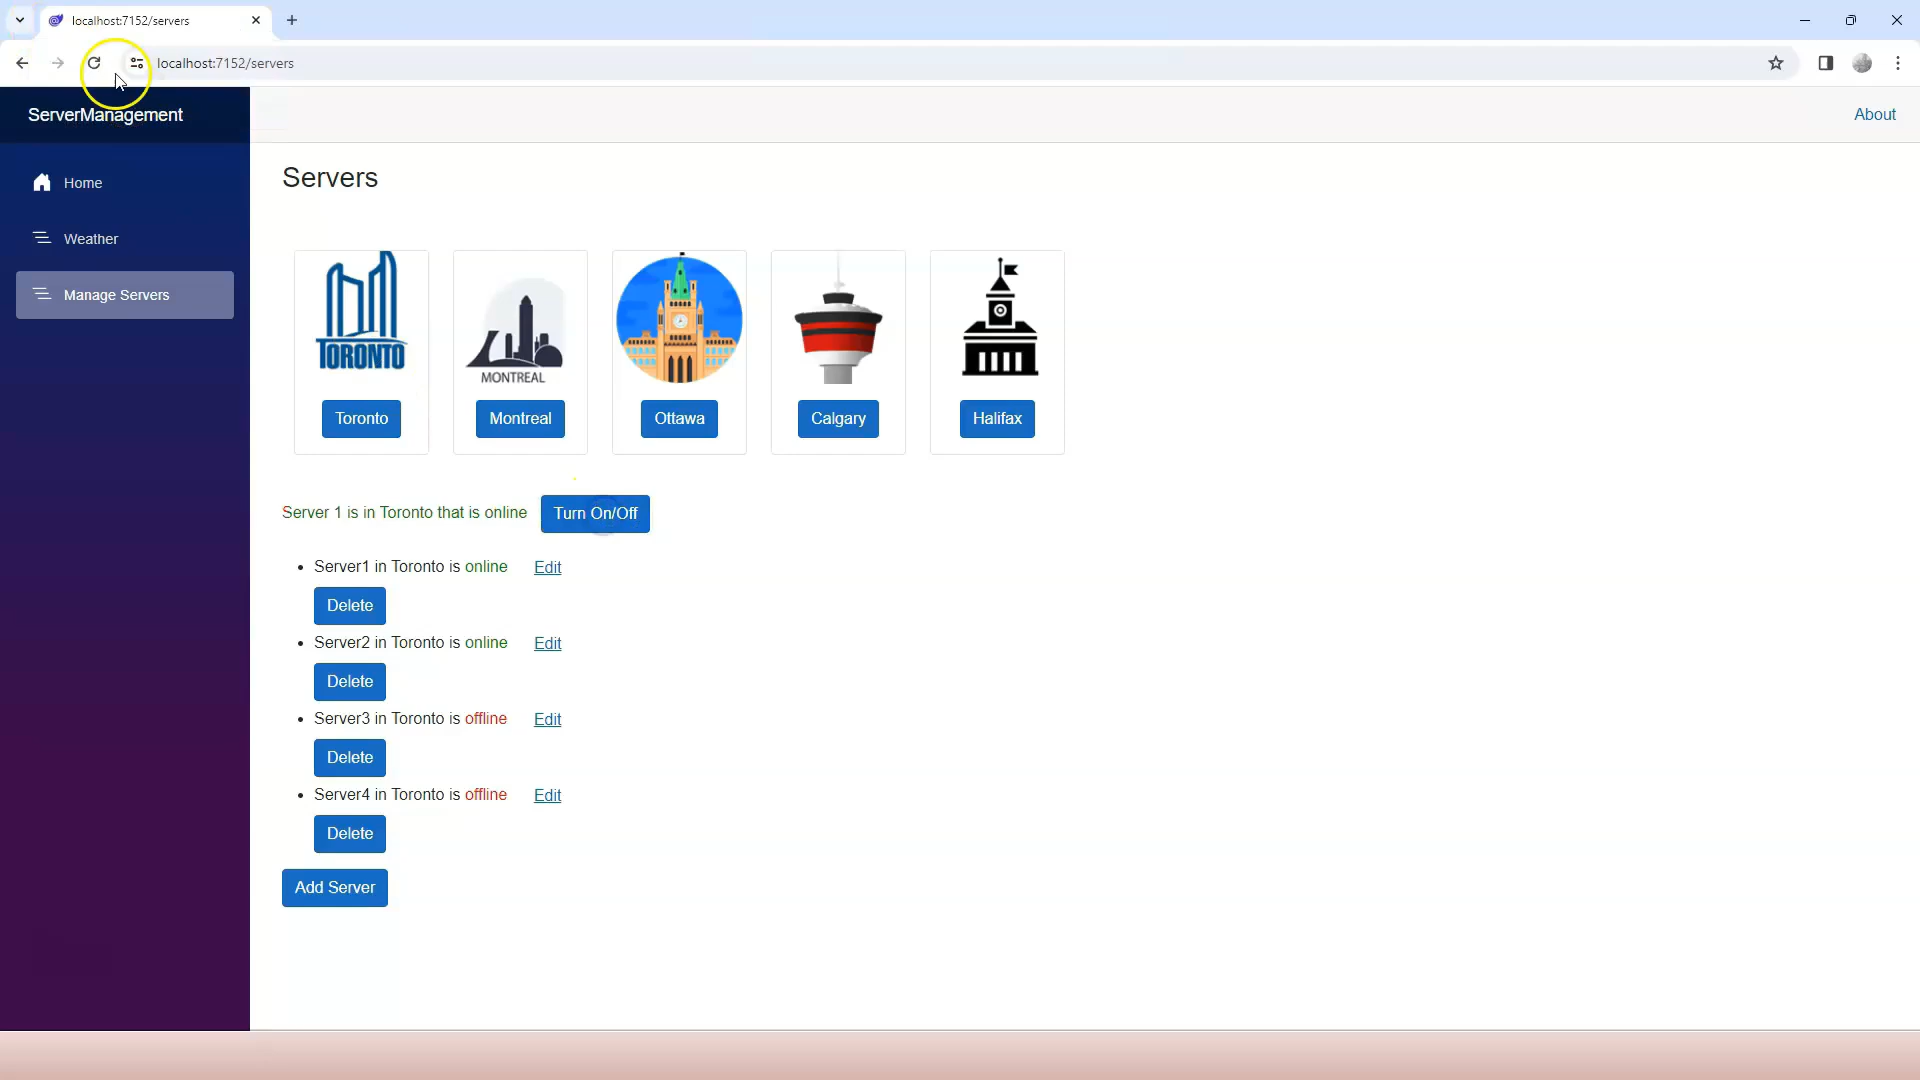 localhost:7152/servers
localhost:7152/servers
ServerManagement
About
Home
Weather
Manage Servers
Servers
TORONTO
MONTREAL
Toronto
Montreal
Ottawa
Calgary
Halifax
Server 1 is in Toronto that is online
Turn On/Off
Server1 in Toronto is online Edit
Delete
Server2 in Toronto is online Edit
Delete
Server3 in Toronto is offline Edit
Delete
Server4 in Toronto is offline Edit
Delete
Add Server